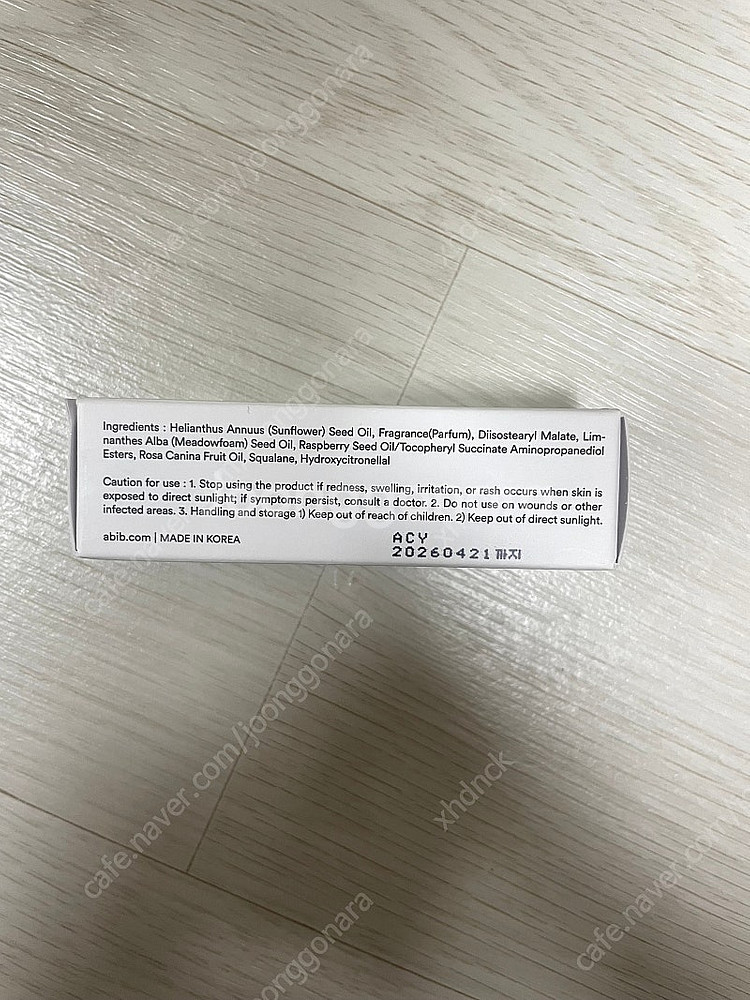 Ingredients : Helianthus Annuus (Sunflower) Seed Oil, Fragrance(Parfum), Diisostearyl Malate, Lim-
nanthes Alba (Meadowfoam) Seed Oil, Raspberry Seed Oil/Tocopheryl Succinate Aminopropanediol
Esters, Rosa Canina Fruit Oil, Squalane, Hydroxycitronellal
Caution for use : 1. Stop using the product if redness, swelling, irritation, or rash occurs when skin is
exposed to direct sunlight; if symptoms persist, consult a doctor. 2. Do not use on wounds or other
infected areas. 3. Handling and storage 1) Keep out of reach of children. 2) Keep out of direct sunlight.
abib.com | MADE IN KOREA
ACY
20260421 까지
cafe.naver.com/joonggonara
xhdnck
cafe.naver.com/joonggonara
xhdnck
cafe.naver.com/joonggonara
xhdnck
joonggonara
cafe.naver.com